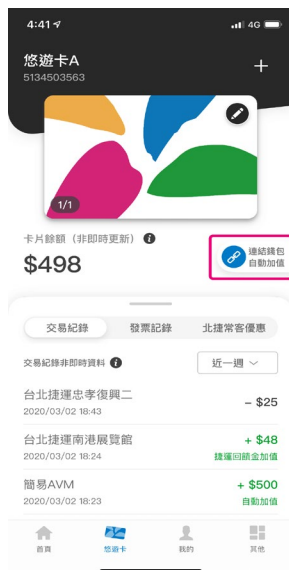 4:41
4G
悠遊卡A
5134503563
1/1
卡片餘額（非即時更新）
$498
連結錢包
自動加值
交易紀錄 發票記錄 北捷常客優惠
交易紀錄非即時資料 近一週
台北捷運忠孝復興二 – $25
2020/03/02 18:43
台北捷運南港展覽館 + $48
2020/03/02 18:24 捷運回饋金加值
簡易AVM + $500
2020/03/02 18:23 自動加值
首頁 悠遊卡 我的 其他